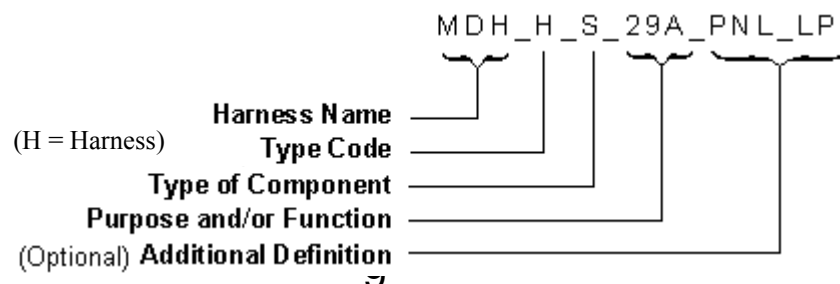 MDH_H_S_29A_PNL_LP
Harness Name
(H = Harness) Type Code
Type of Component
Purpose and/or Function
(Optional) Additional Definition